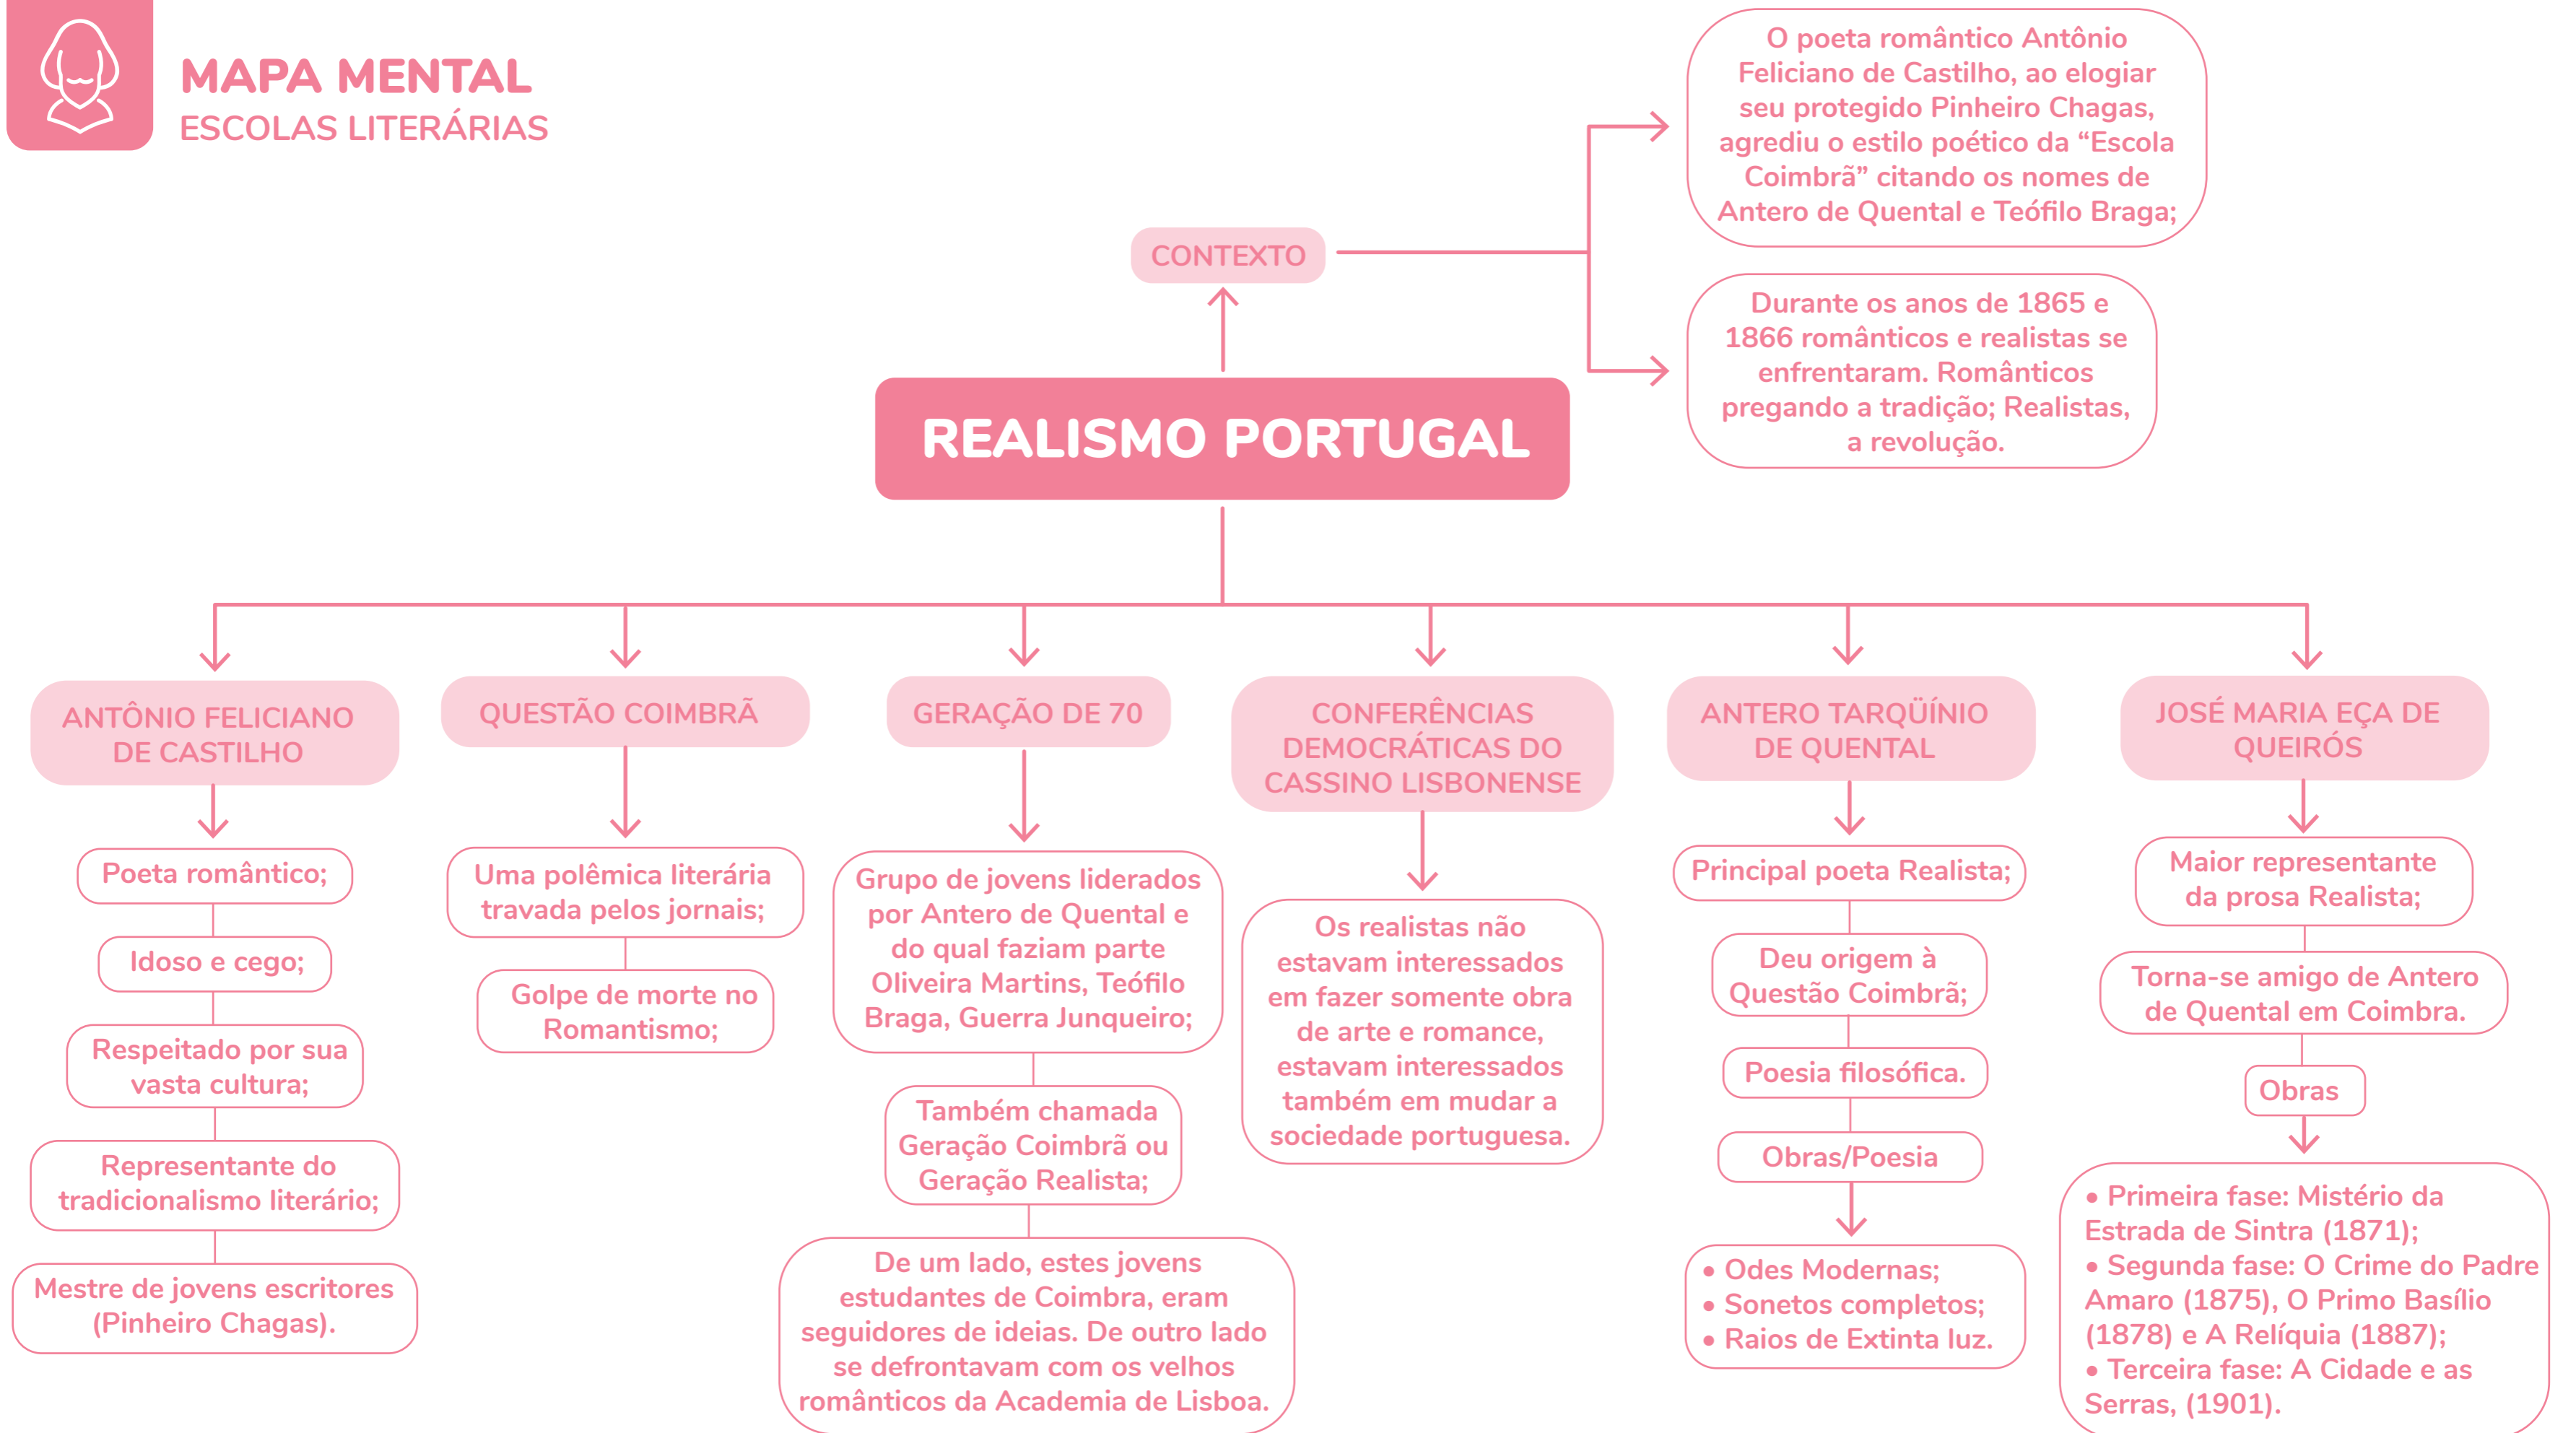 MAPA MENTAL
ESCOLAS LITERÁRIAS
O poeta romântico Antônio
Feliciano de Castilho, ao elogiar
seu protegido Pinheiro Chagas,
agrediu o estilo poético da “Escola
Coimbrã” citando os nomes de
Antero de Quental e Teófilo Braga;
CONTEXTO
Durante os anos de 1865 e
1866 românticos e realistas se
enfrentaram. Românticos
pregando a tradição; Realistas,
a revolução.
REALISMO PORTUGAL
ANTÔNIO FELICIANO
DE CASTILHO
Poeta romântico;
Idoso e cego;
Respeitado por sua
vasta cultura;
Representante do
tradicionalismo literário;
Mestre de jovens escritores
(Pinheiro Chagas).
QUESTÃO COIMBRÃ
Uma polêmica literária
travada pelos jornais;
Golpe de morte no
Romantismo;
GERAÇÃO DE 70
Grupo de jovens liderados
por Antero de Quental e
do qual faziam parte
Oliveira Martins, Teófilo
Braga, Guerra Junqueiro;
Também chamada
Geração Coimbrã ou
Geração Realista;
De um lado, estes jovens
estudantes de Coimbra, eram
seguidores de ideias. De outro lado
se defrontavam com os velhos
românticos da Academia de Lisboa.
CONFERÊNCIAS
DEMOCRÁTICAS DO
CASSINO LISBONENSE
Os realistas não
estavam interessados
em fazer somente obra
de arte e romance,
estavam interessados
também em mudar a
sociedade portuguesa.
ANTERO TARQÜÍNIO
DE QUENTAL
Principal poeta Realista;
Deu origem à
Questão Coimbrã;
Poesia filosófica.
Obras/Poesia
• Odes Modernas;
• Sonetos completos;
• Raios de Extinta luz.
JOSÉ MARIA EÇA DE
QUEIRÓS
Maior representante
da prosa Realista;
Torna-se amigo de Antero
de Quental em Coimbra.
Obras
• Primeira fase: Mistério da
Estrada de Sintra (1871);
• Segunda fase: O Crime do Padre
Amaro (1875), O Primo Basílio
(1878) e A Relíquia (1887);
• Terceira fase: A Cidade e as
Serras, (1901).